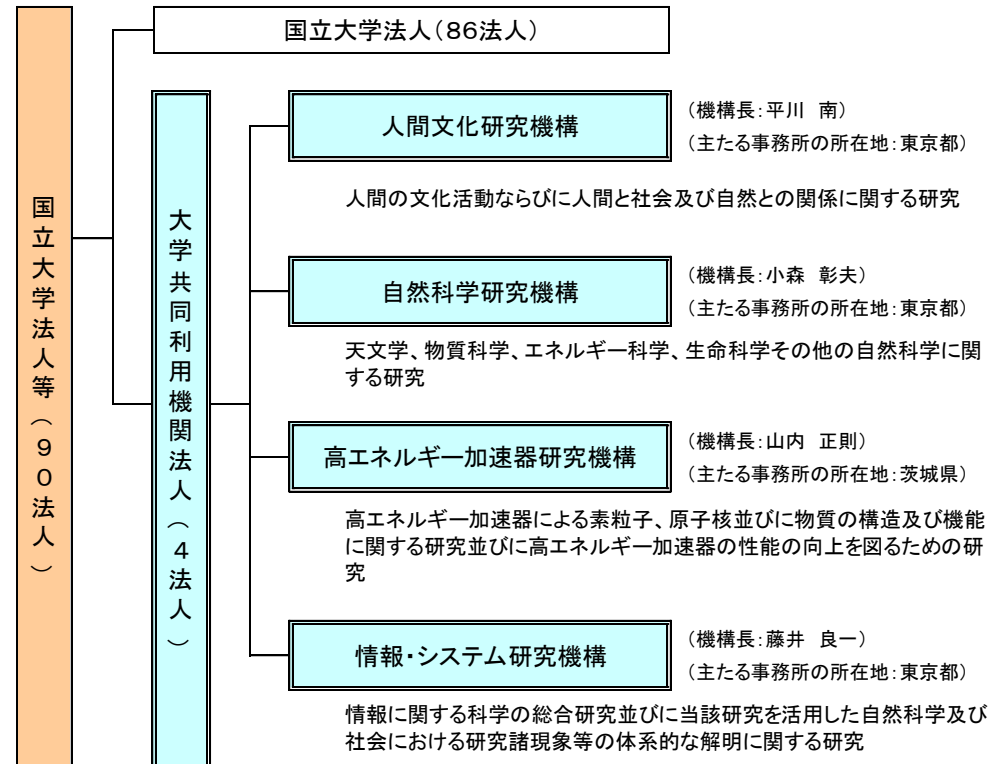 国立大学法人等（90法人）
国立大学法人（86法人）
大学共同利用機関法人（4法人）
人間文化研究機構
（機構長：平川　南）
（主たる事務所の所在地：東京都）
人間の文化活動ならびに人間と社会及び自然との関係に関する研究
自然科学研究機構
（機構長：小森　彰夫）
（主たる事務所の所在地：東京都）
天文学、物質科学、エネルギー科学、生命科学その他の自然科学に関
する研究
高エネルギー加速器研究機構
（機構長：山内　正則）
（主たる事務所の所在地：茨城県）
高エネルギー加速器による素粒子、原子核並びに物質の構造及び機能
に関する研究並びに高エネルギー加速器の性能の向上を図るための研
究
情報・システム研究機構
（機構長：藤井　良一）
（主たる事務所の所在地：東京都）
情報に関する科学の総合研究並びに当該研究を活用した自然科学及び
社会における研究諸現象等の体系的な解明に関する研究